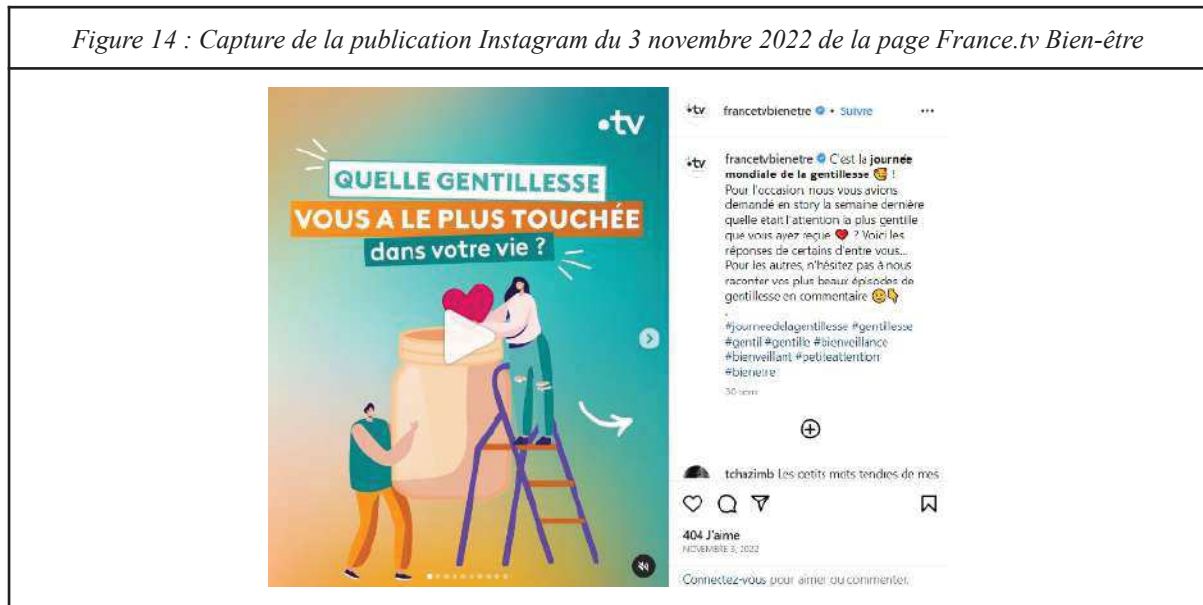 Figure 14 : Capture de la publication Instagram du 3 novembre 2022 de la page France.tv Bien-être
•tv
QUELLE GENTILLESSE
VOUS A LE PLUS TOUCHÉE
dans votre vie ?
•tv francetvbienetre • Suivre ...
•tv francetvbienetre C'est la journée
mondiale de la gentillesse 🥰 !
Pour l'occasion, nous vous avions
demandé en story la semaine dernière
quelle était l'attention la plus gentille
que vous ayez reçue ❤️ ? Voici les
réponses de certains d'entre vous...
Pour les autres, n'hésitez pas à nous
raconter vos plus beaux épisodes de
gentillesse en commentaire 😉👇
.
#journeedelagentillesse #gentillesse
#gentil #gentille #bienveillance
#bienveillant #petiteattention
#bienetre
30 sem
tchazimb Les petits mots tendres de mes
404 J'aime
NOVEMBRE 3, 2022
Connectez-vous pour aimer ou commenter.